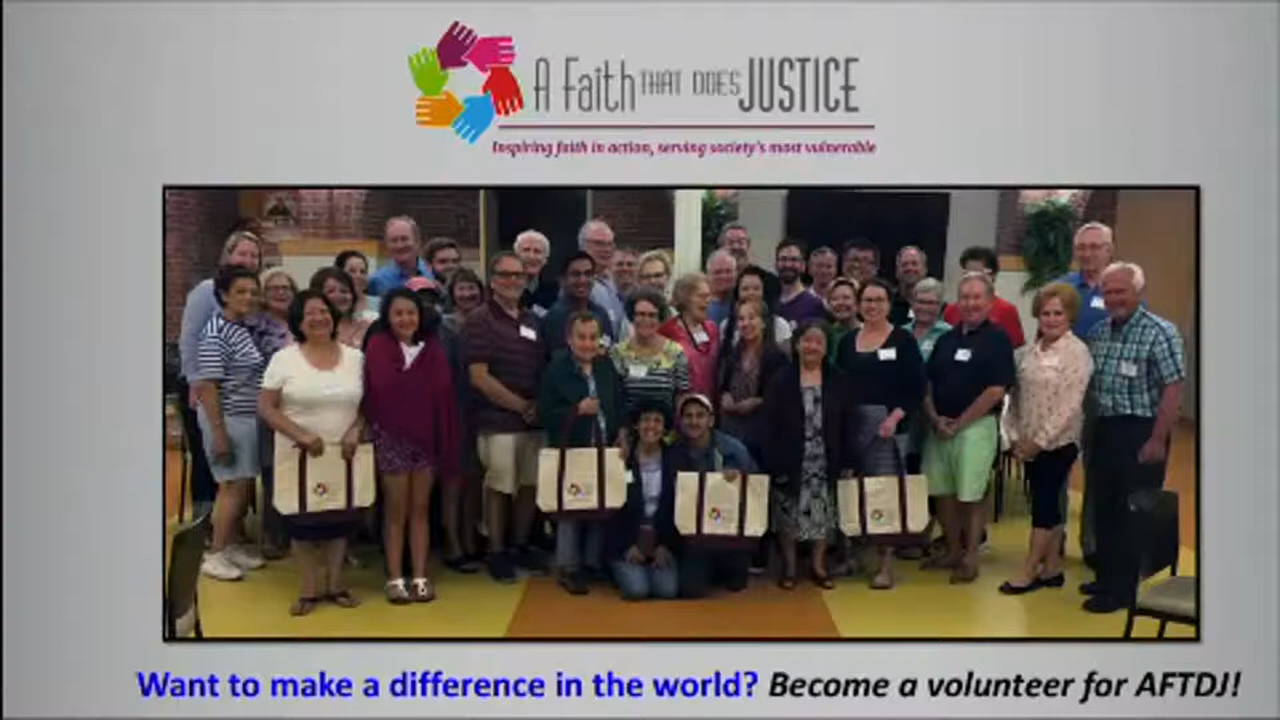 A Faith THAT DOES JUSTICE
Inspiring faith in action, serving society's most vulnerable
Want to make a difference in the world? Become a volunteer for AFTDJ!